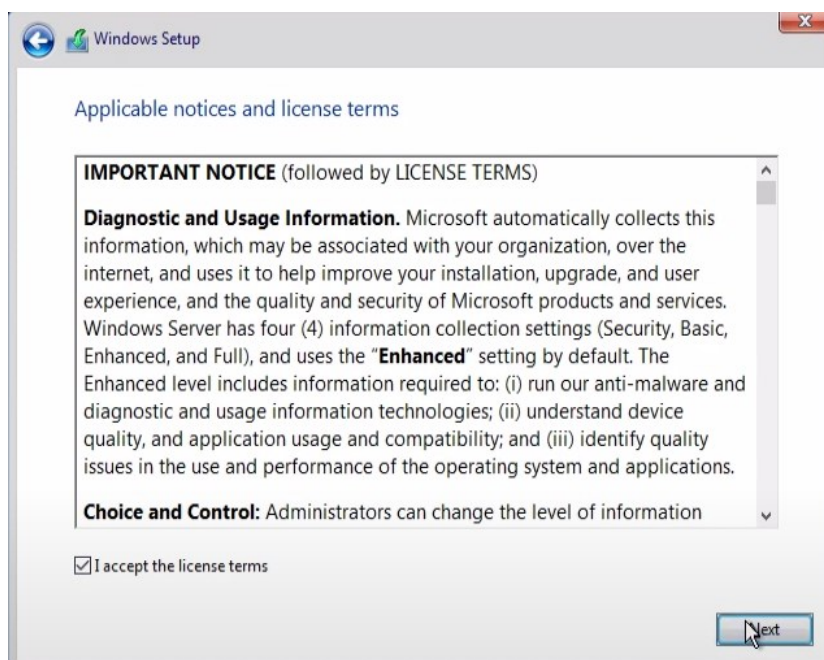 Windows Setup
Applicable notices and license terms
IMPORTANT NOTICE (followed by LICENSE TERMS)
Diagnostic and Usage Information. Microsoft automatically collects this
information, which may be associated with your organization, over the
internet, and uses it to help improve your installation, upgrade, and user
experience, and the quality and security of Microsoft products and services.
Windows Server has four (4) information collection settings (Security, Basic,
Enhanced, and Full), and uses the “Enhanced” setting by default. The
Enhanced level includes information required to: (i) run our anti-malware and
diagnostic and usage information technologies; (ii) understand device
quality, and application usage and compatibility; and (iii) identify quality
issues in the use and performance of the operating system and applications.
Choice and Control: Administrators can change the level of information
I accept the license terms
Next